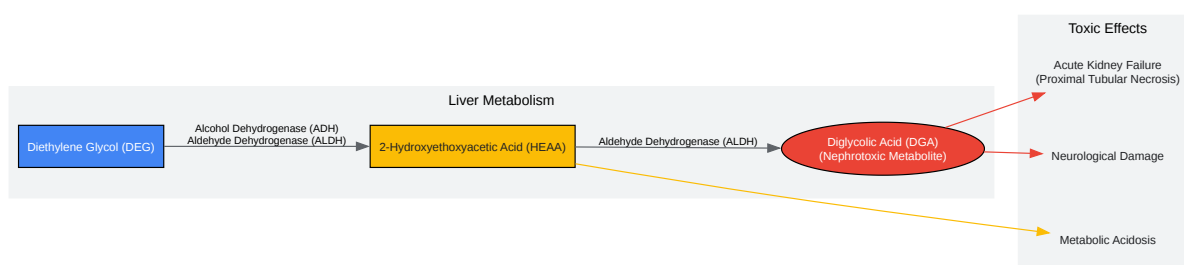 Toxic Effects
Acute Kidney Failure
(Proximal Tubular Necrosis)
Liver Metabolism
Alcohol Dehydrogenase (ADH)
Aldehyde Dehydrogenase (ALDH)
Diethylene Glycol (DEG)
2-Hydroxyethoxyacetic Acid (HEAA)
Aldehyde Dehydrogenase (ALDH)
Diglycolic Acid (DGA)
(Nephrotoxic Metabolite)
Neurological Damage
Metabolic Acidosis